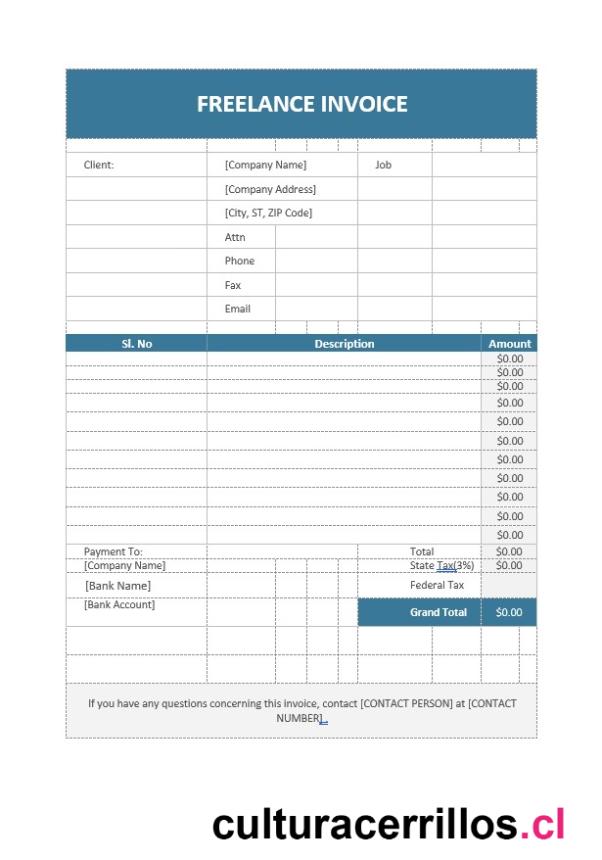 FREELANCE INVOICE
Client: [Company Name] Job
[Company Address]
[City, ST, ZIP Code]
Attn
Phone
Fax
Email
Sl. No Description Amount
$0.00
$0.00
$0.00
$0.00
$0.00
$0.00
$0.00
$0.00
$0.00
$0.00
$0.00
Payment To: Total $0.00
[Company Name] State Tax(3%) $0.00
[Bank Name] Federal Tax
[Bank Account]
Grand Total $0.00
If you have any questions concerning this invoice, contact [CONTACT PERSON] at [CONTACT
NUMBER]..
culturacerrillos.cl